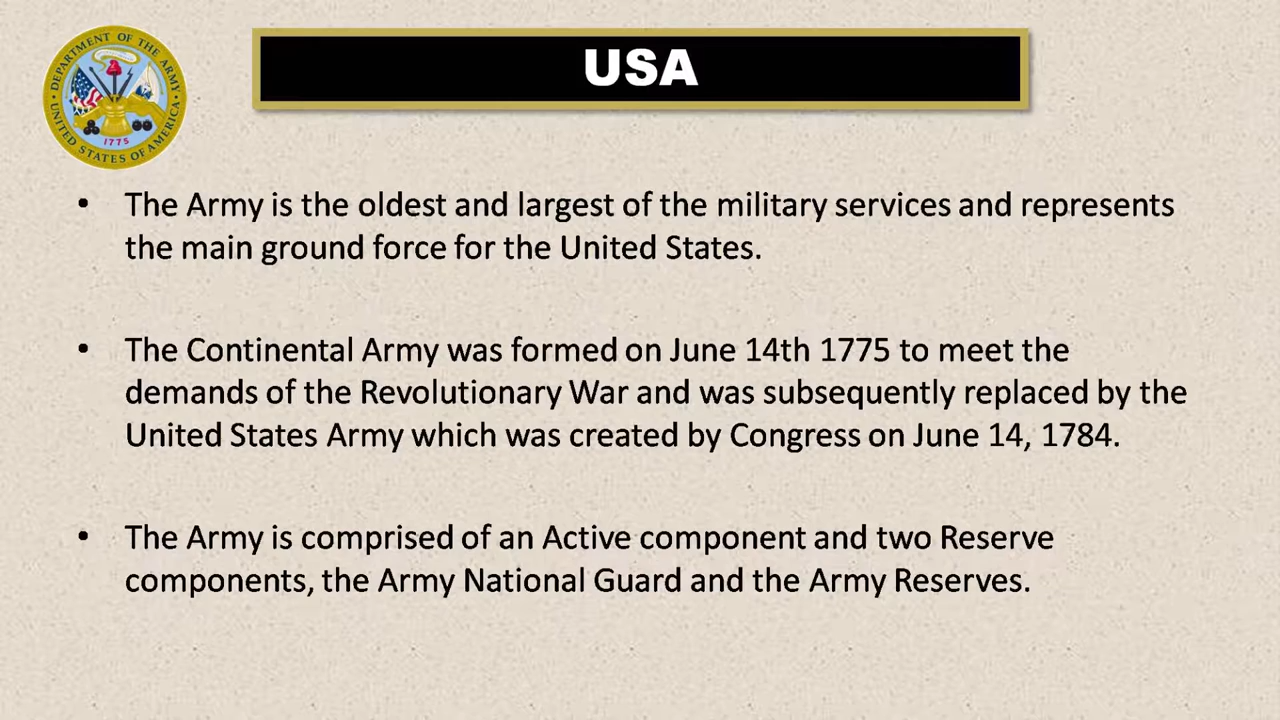 DEPARTMENT OF THE ARMY
UNITED STATES OF AMERICA
1775
USA
• The Army is the oldest and largest of the military services and represents
the main ground force for the United States.
• The Continental Army was formed on June 14th 1775 to meet the
demands of the Revolutionary War and was subsequently replaced by the
United States Army which was created by Congress on June 14, 1784.
• The Army is comprised of an Active component and two Reserve
components, the Army National Guard and the Army Reserves.